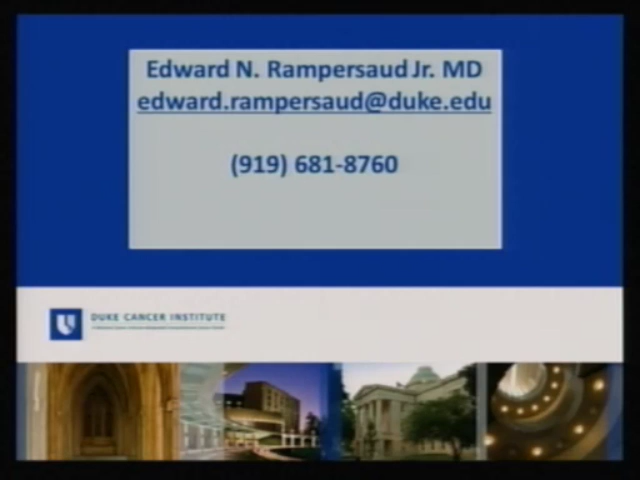 Edward N. Rampersaud Jr. MD
edward.rampersaud@duke.edu
(919) 681-8760
DUKE CANCER INSTITUTE